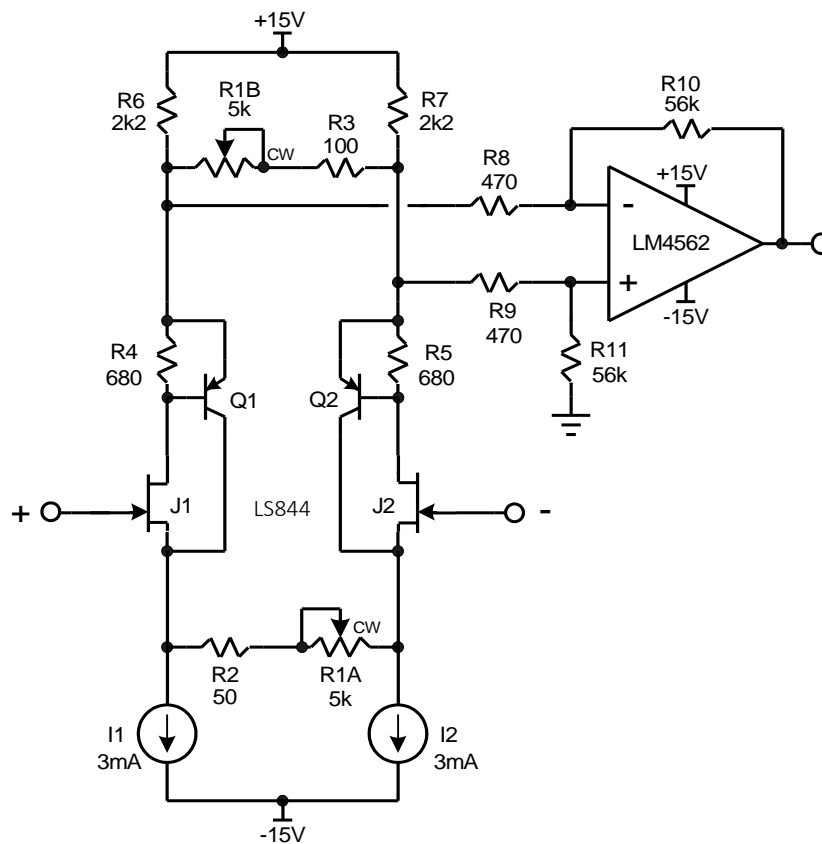 +15V
R6
2k2
R1B
5k
CW
R3
100
R7
2k2
R10
56k
R8
470
+15V
-
LM4562
+
-15V
R9
470
R11
56k
R4
680
Q1
Q2
R5
680
+
J1
LS844
J2
-
R2
50
CW
R1A
5k
I1
3mA
I2
3mA
-15V